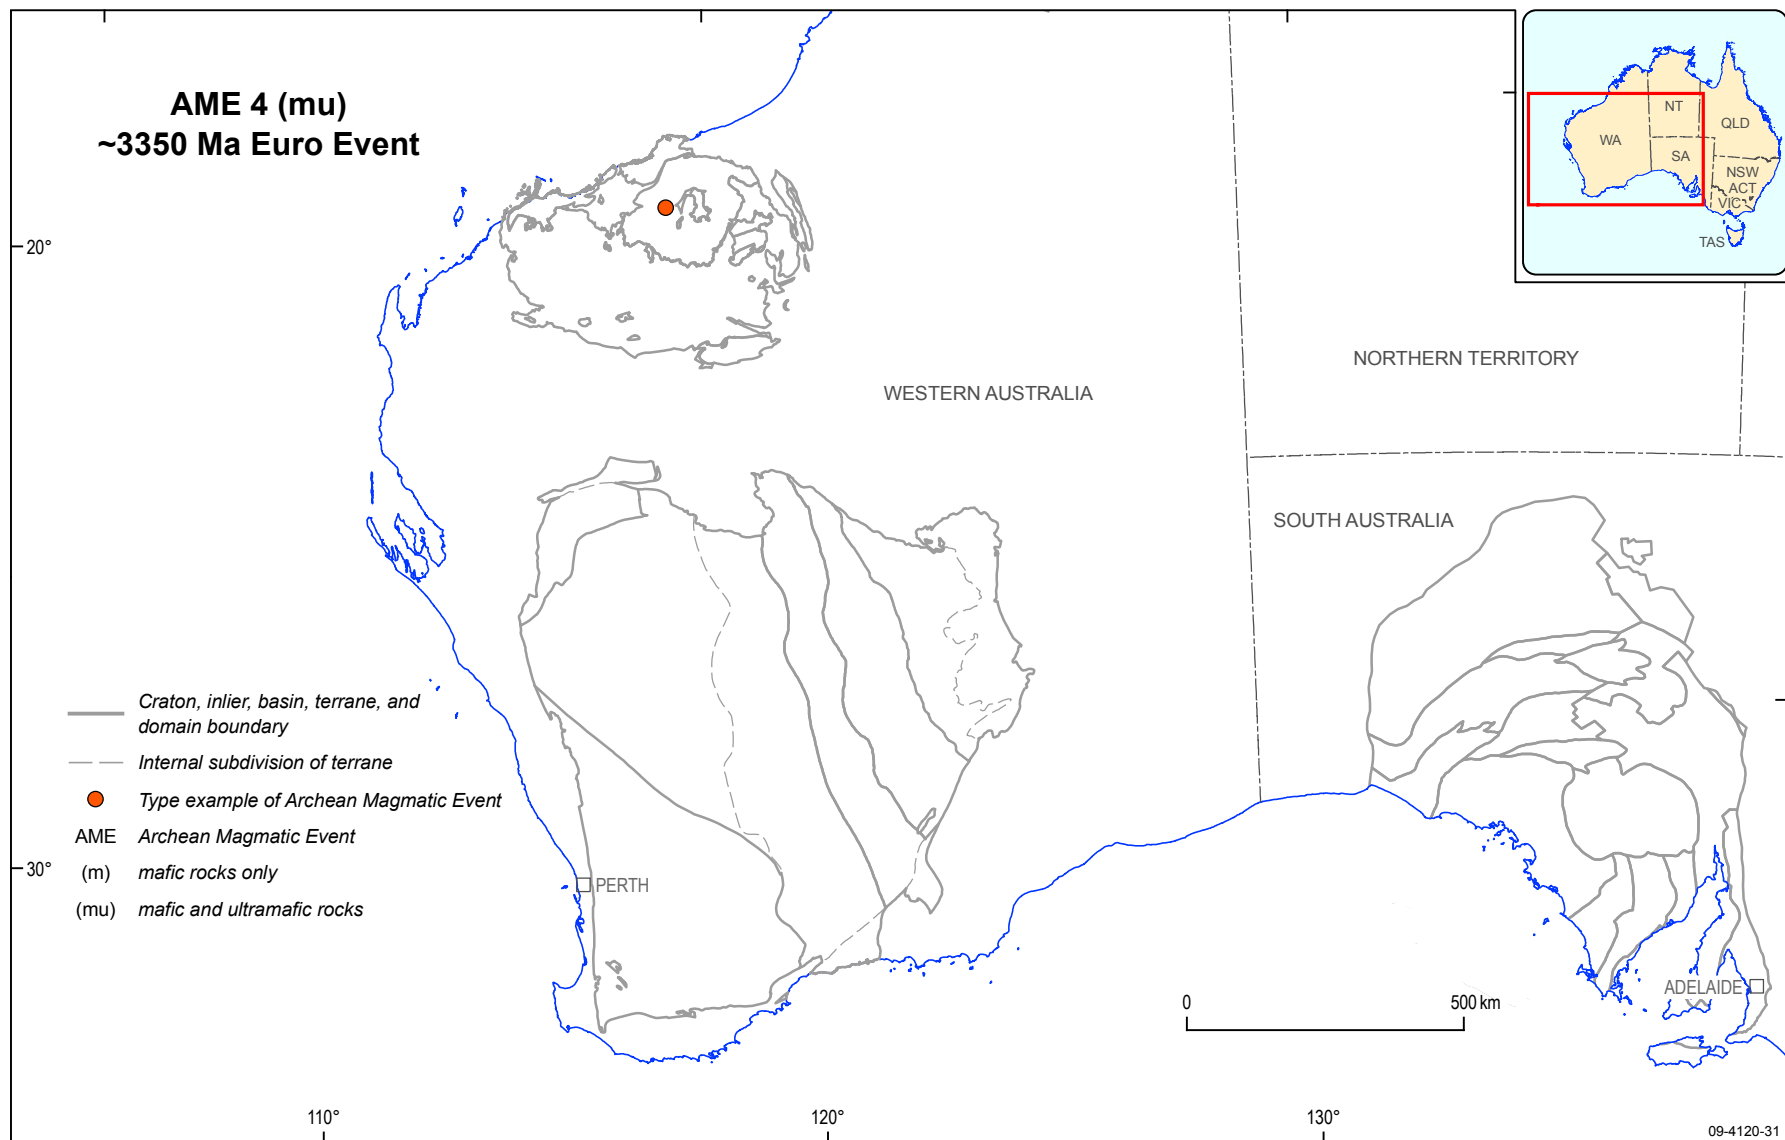 AME 4 (mu)
~3350 Ma Euro Event
NT
QLD
WA
SA
NSW
ACT
VIC
TAS
20°
NORTHERN TERRITORY
WESTERN AUSTRALIA
SOUTH AUSTRALIA
Craton, inlier, basin, terrane, and
domain boundary
Internal subdivision of terrane
Type example of Archean Magmatic Event
AME Archean Magmatic Event
(m) mafic rocks only
(mu) mafic and ultramafic rocks
30°
PERTH
ADELAIDE
0 500 km
110° 120° 130°
09-4120-31